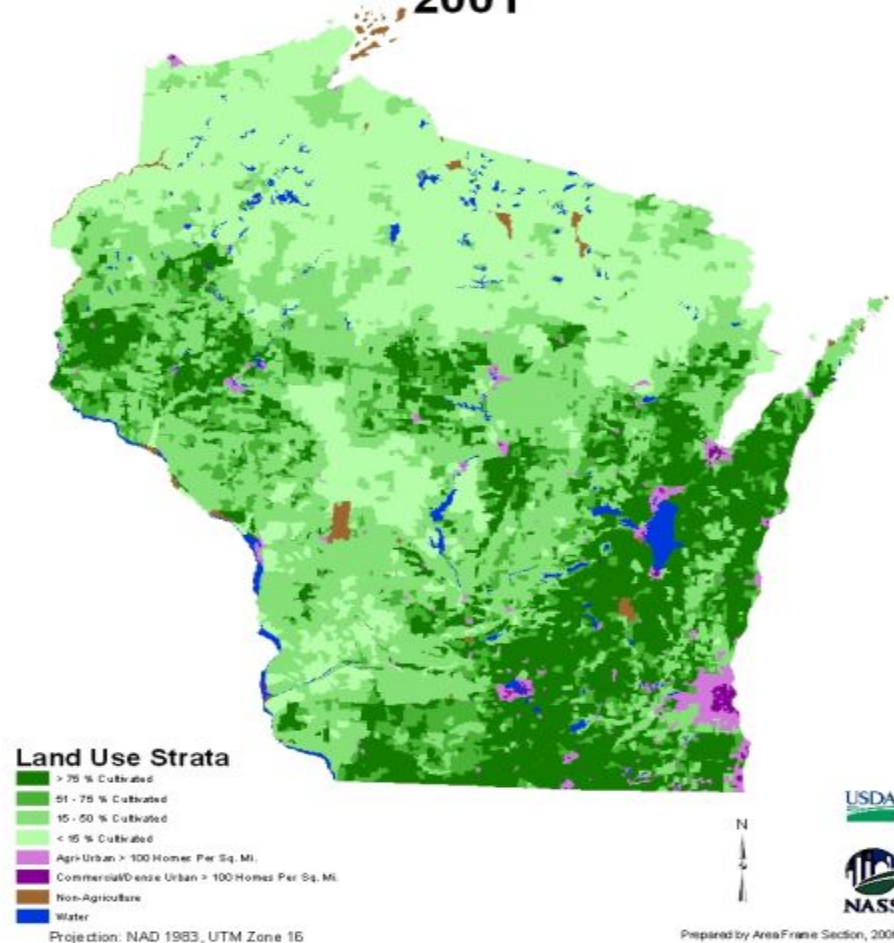 2001
Land Use Strata
> 75 % Cultivated
51 - 75 % Cultivated
15 - 50 % Cultivated
< 15 % Cultivated
Agri-Urban > 100 Homes Per Sq. Mi.
Commercial/Dense Urban > 100 Homes Per Sq. Mi.
Non-Agriculture
Water
Projection: NAD 1983, UTM Zone 16
N
USDA
NASS
Prepared by Area Frame Section,